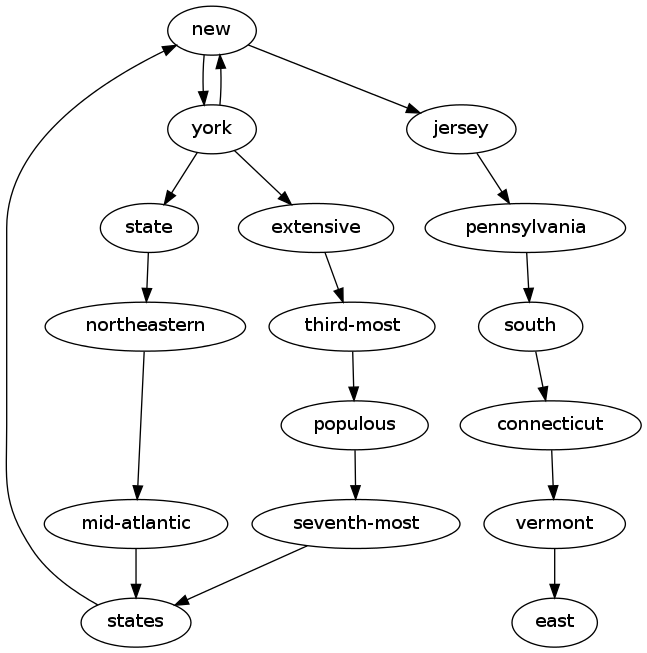 new
york
jersey
state
extensive
pennsylvania
northeastern
third-most
south
populous
connecticut
mid-atlantic
seventh-most
vermont
states
east